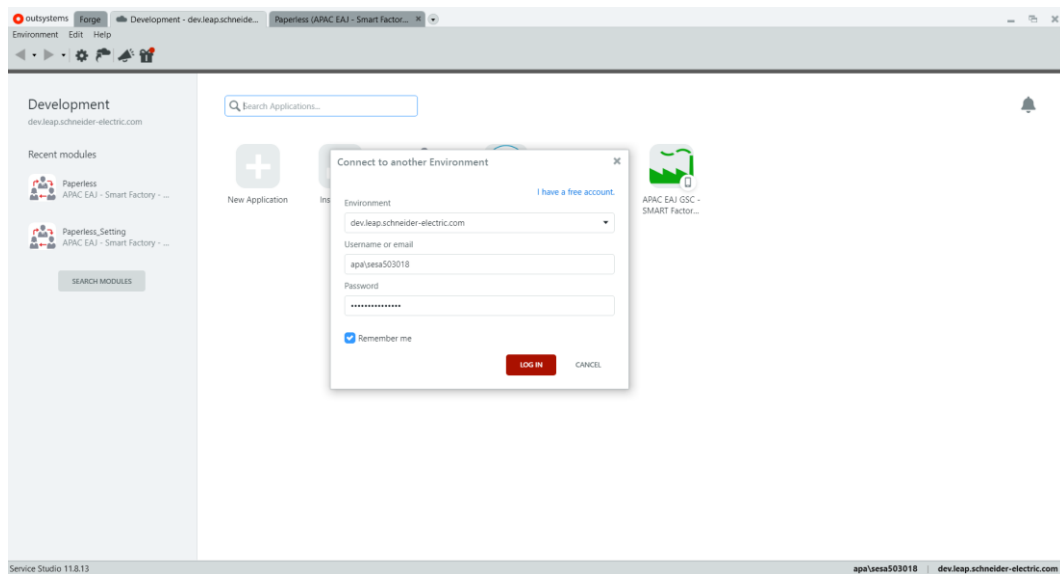 outsystems Forge Development - dev.leap.schneide... Paperless (APAC EAJ - Smart Factor...
Environment Edit Help
Development
dev.leap.schneider-electric.com
Recent modules
Paperless
APAC EAJ - Smart Factory - ...
Paperless_Setting
APAC EAJ - Smart Factory - ...
SEARCH MODULES
Search Applications...
New Application
Ins
APAC EAJ GSC -
SMART Factor...
Connect to another Environment
I have a free account.
Environment
dev.leap.schneider-electric.com
Username or email
apa\sesa503018
Password
•••••••••••••••
Remember me
LOG IN CANCEL
Service Studio 11.8.13
apa\sesa503018 | dev.leap.schneider-electric.com